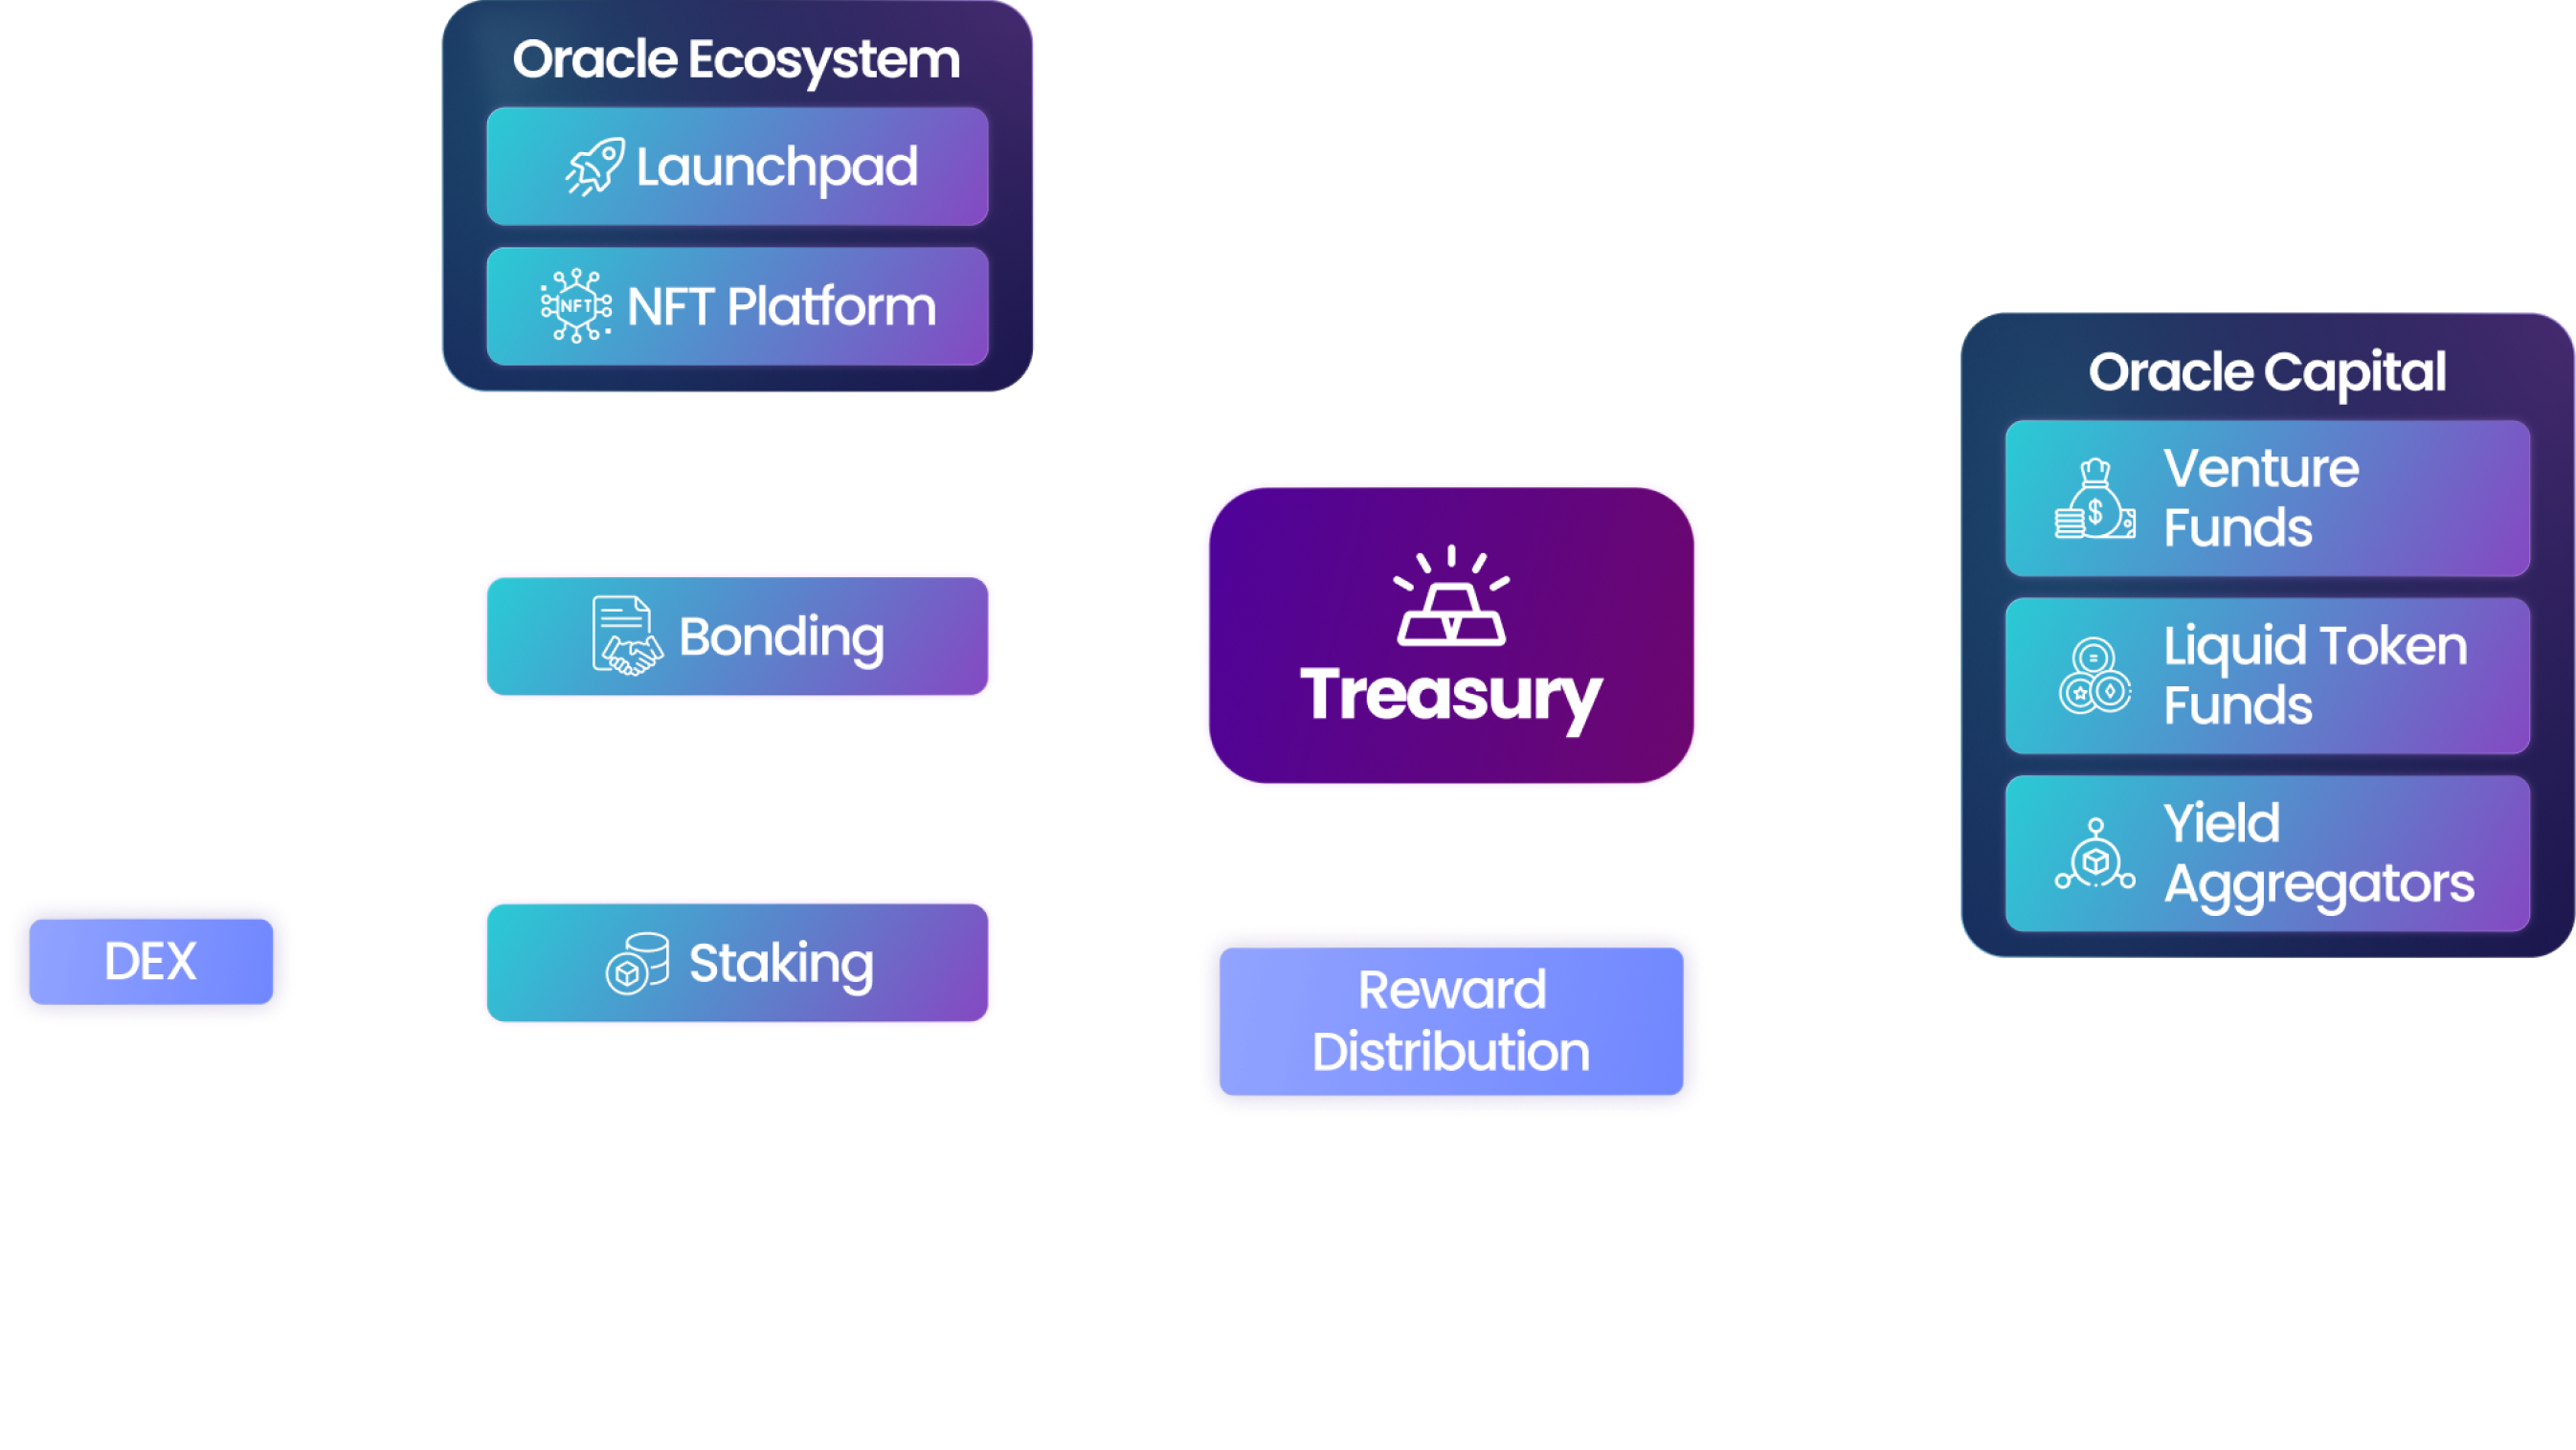 Oracle Ecosystem
Launchpad
NFT
NFT Platform
Oracle Capital
$
Venture
Funds
Liquid Token
Funds
Yield
Aggregators
Bonding
Treasury
DEX
Staking
Reward
Distribution